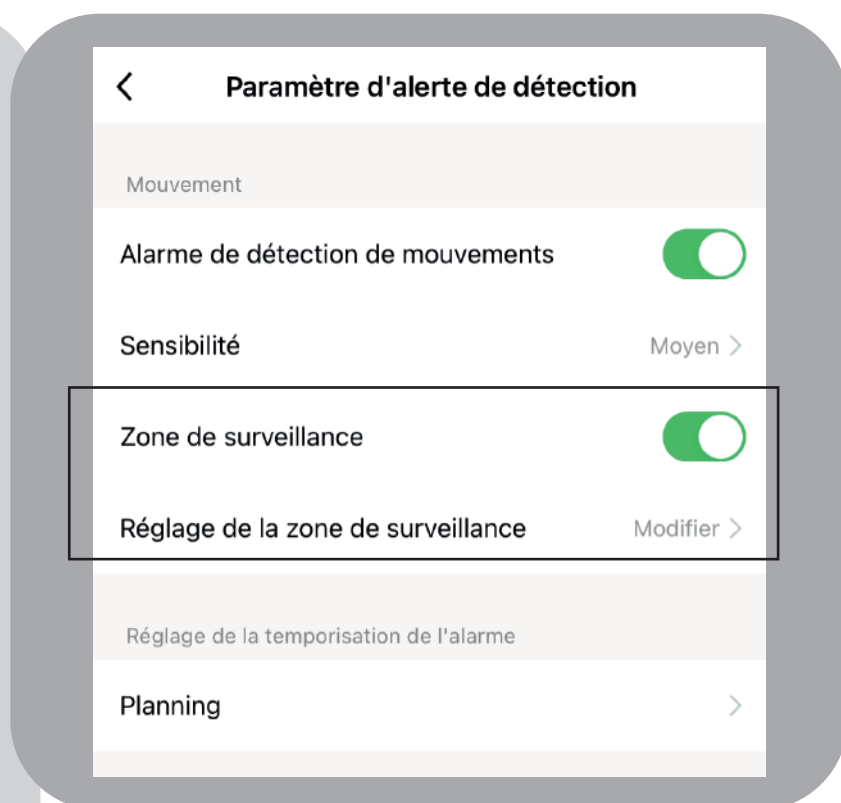 Paramètre d'alerte de détection
Mouvement
Alarme de détection de mouvements
Sensibilité Moyen
Zone de surveillance
Réglage de la zone de surveillance Modifier
Réglage de la temporisation de l'alarme
Planning